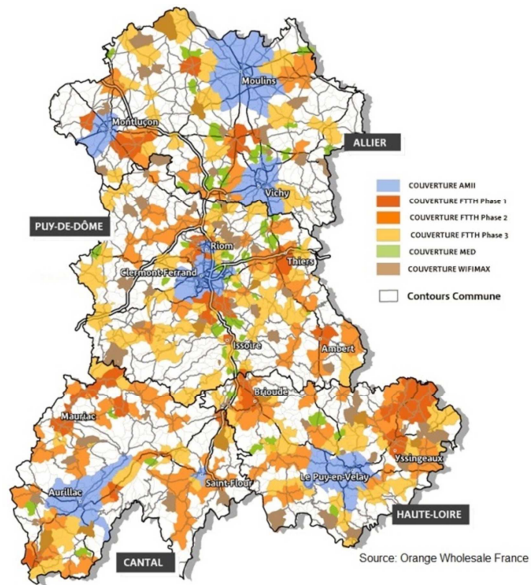 Moulins
Montluçon
ALLIER
Vichy
COUVERTURE AMII
COUVERTURE FTTH Phase 1
COUVERTURE FTTH Phase 2
COUVERTURE FTTH Phase 3
COUVERTURE MED
COUVERTURE WIFIMAX
Contours Commune
PUY-DE-DÔME
Riom
Thiers
Clermont-Ferrand
Issoire
Ambert
Brioude
Mauriac
Yssingeaux
Saint-Flour
Le Puy-en-Velay
Aurillac
HAUTE-LOIRE
CANTAL
Source: Orange Wholesale France